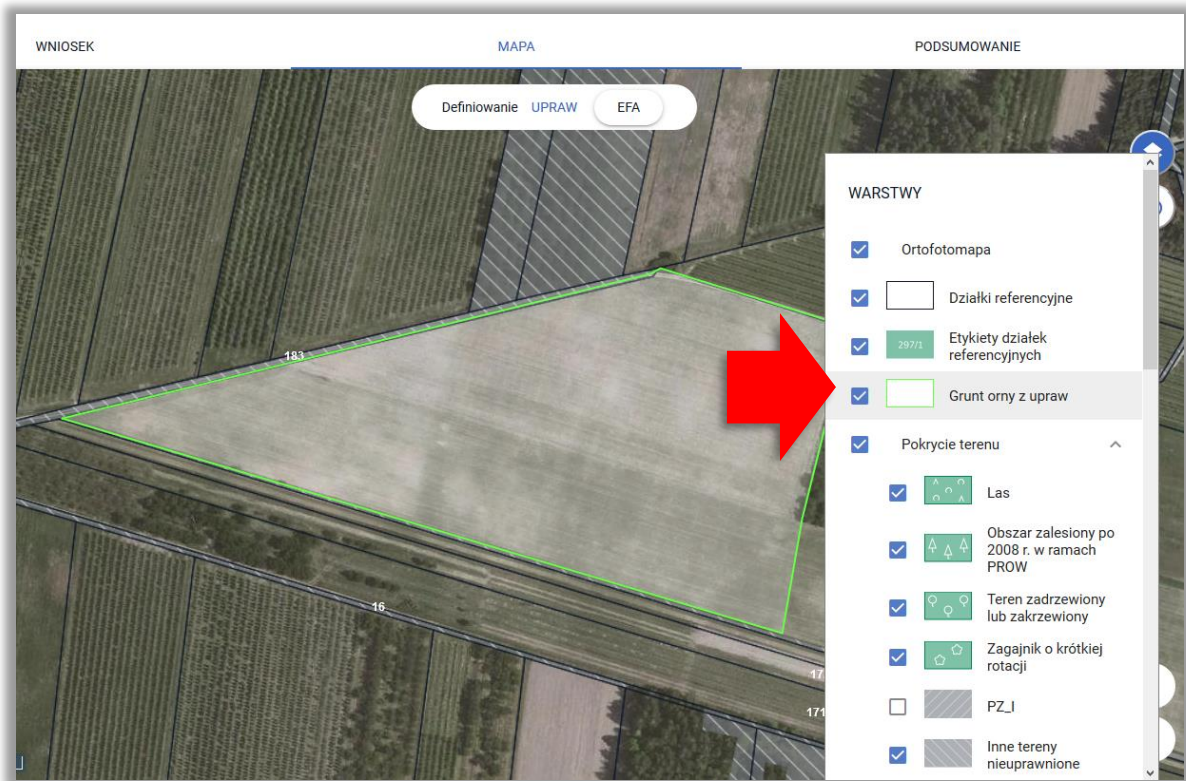 WNIOSEK
MAPA
PODSUMOWANIE
Definiowanie UPRAW EFA
WARSTWY
Ortofotomapa
Działki referencyjne
297/1
Etykiety działek
referencyjnych
Grunt orny z upraw
Pokrycie terenu
Las
Obszar zalesiony po
2008 r. w ramach
PROW
Teren zadrzewiony
lub zakrzewiony
Zagajnik o krótkiej
rotacji
PZ_I
Inne tereny
nieuprawnione
183
16
17
171